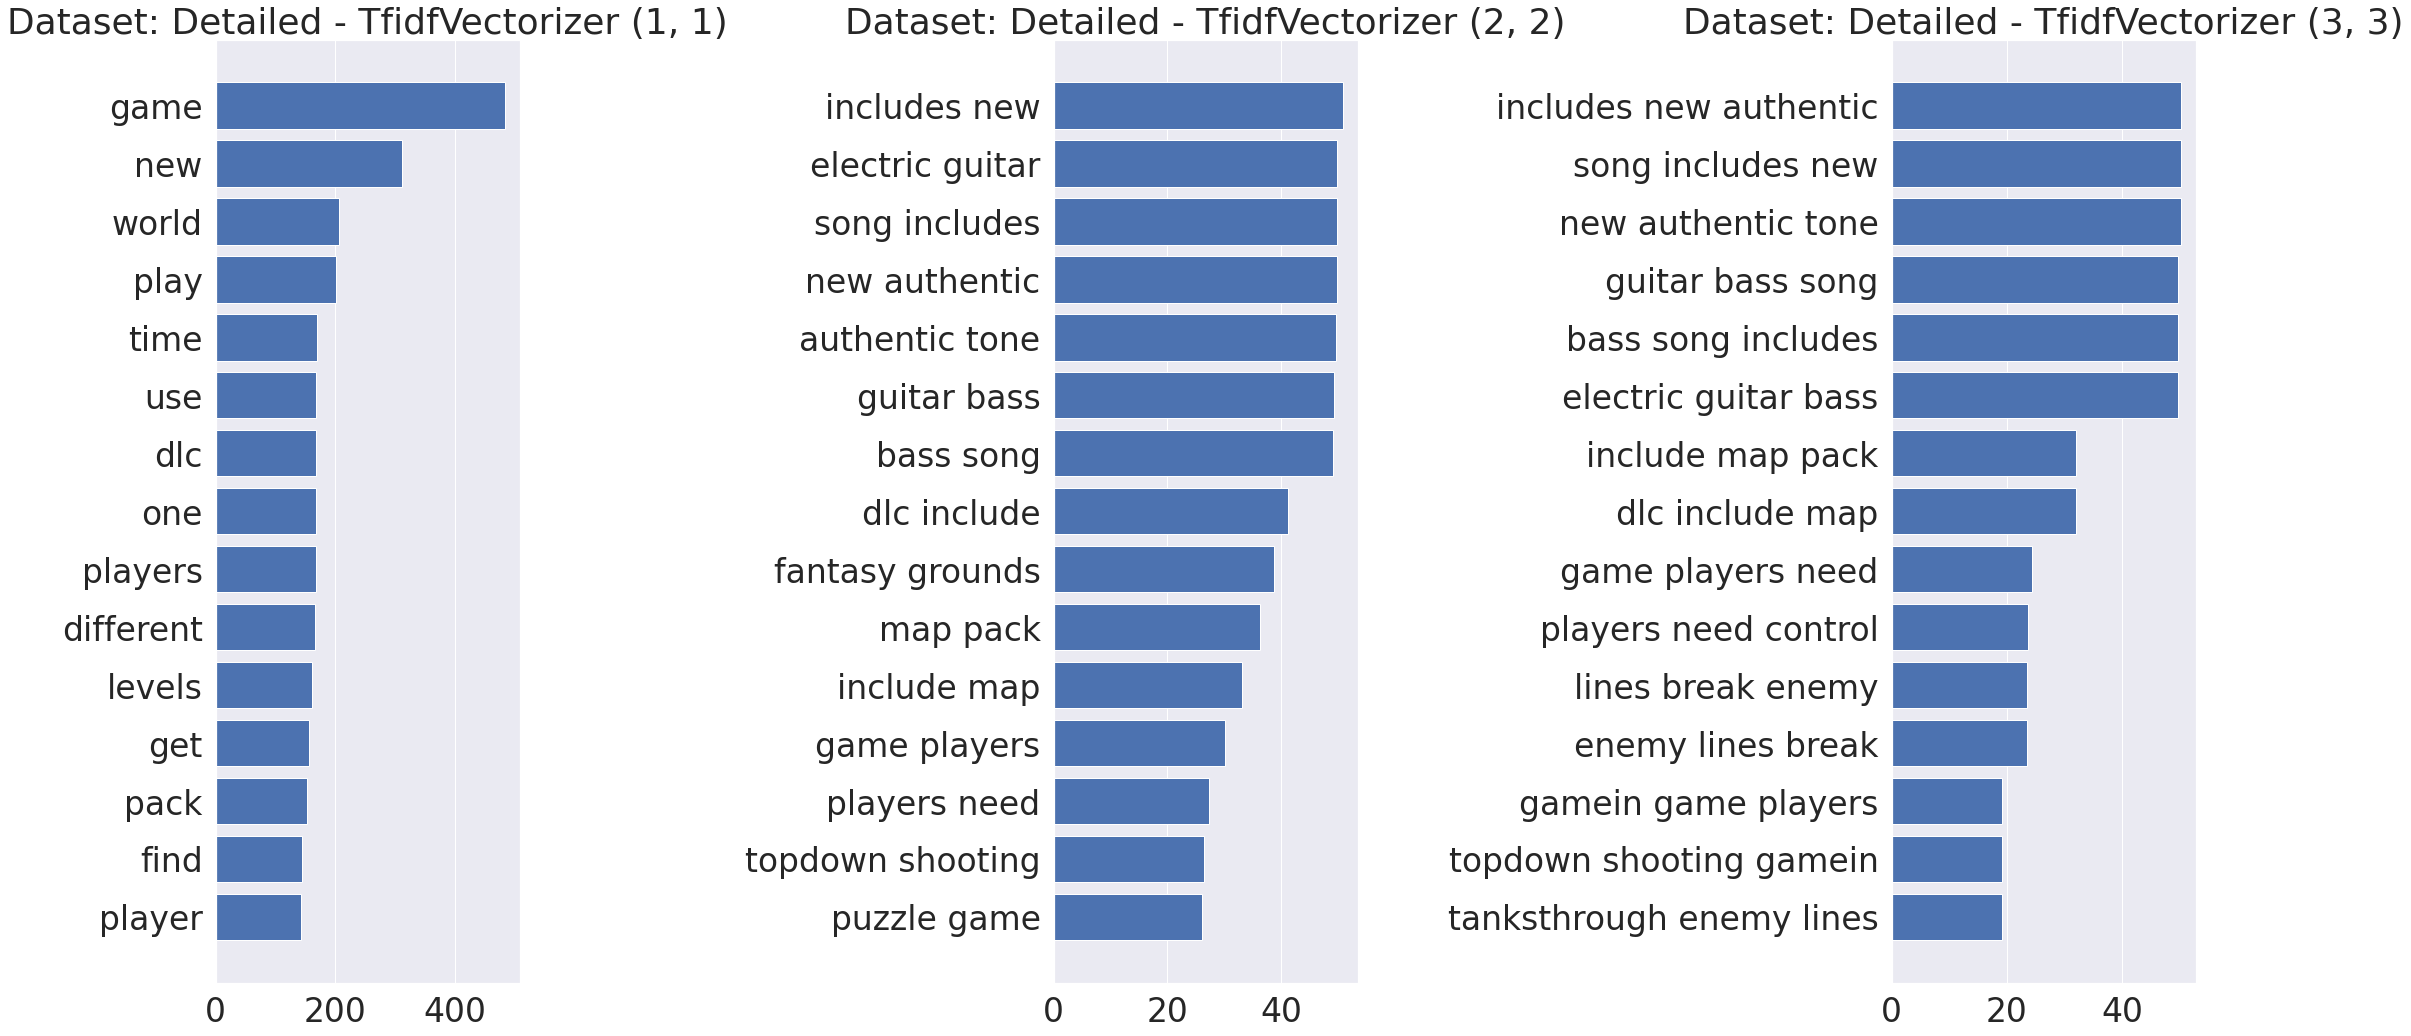 Dataset: Detailed - TfidfVectorizer (1, 1)
game
new
world
play
time
use
dlc
one
players
different
levels
get
pack
find
player
0 200 400
Dataset: Detailed - TfidfVectorizer (2, 2)
includes new
electric guitar
song includes
new authentic
authentic tone
guitar bass
bass song
dlc include
fantasy grounds
map pack
include map
game players
players need
topdown shooting
puzzle game
0 20 40
Dataset: Detailed - TfidfVectorizer (3, 3)
includes new authentic
song includes new
new authentic tone
guitar bass song
bass song includes
electric guitar bass
include map pack
dlc include map
game players need
players need control
lines break enemy
enemy lines break
gamein game players
topdown shooting gamein
tanksthrough enemy lines
0 20 40